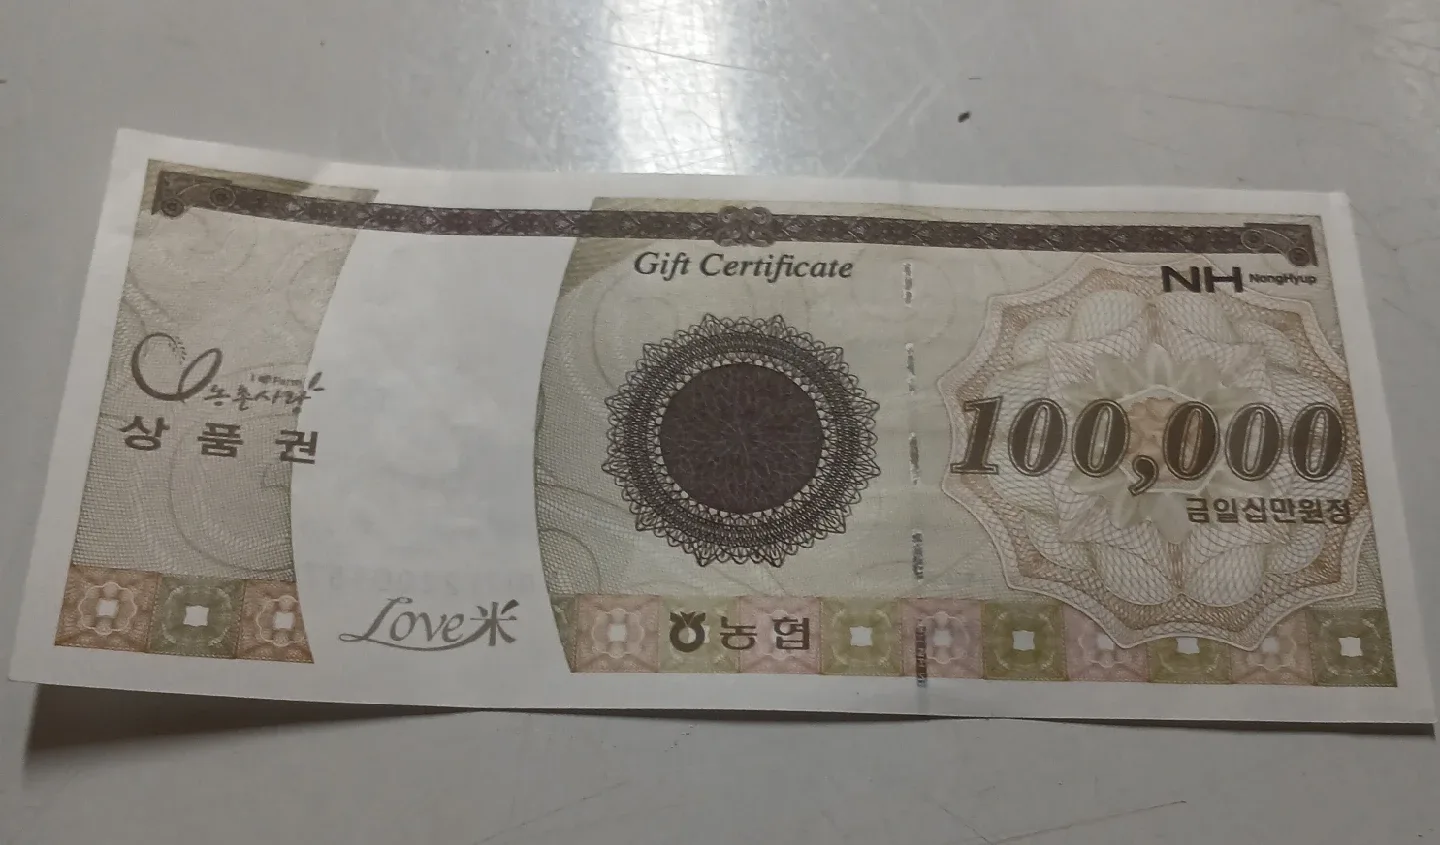 Gift Certificate
NH NongHyup
농촌사랑
상 품 권
100,000
금일십만원정
Love米
농협